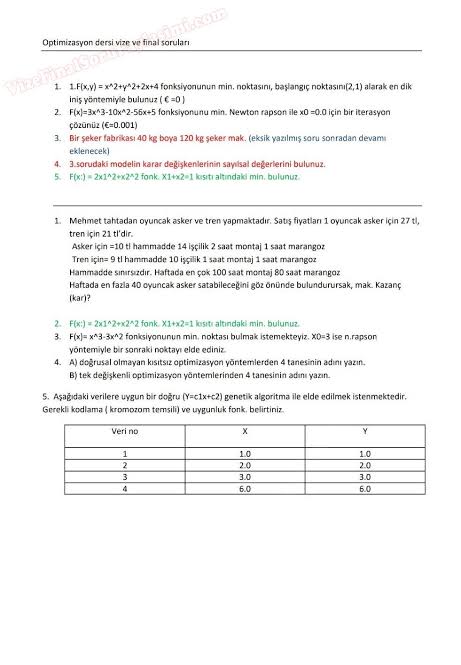 VizeFinalSorulari
esimi.com
Optimizasyon dersi vize ve final soruları
1. 1.F(x,y) = x^2+y^2+2x+4 fonksiyonunun min. noktasını, başlangıç noktasını(2,1) alarak en dik
iniş yöntemiyle bulunuz ( € =0 )
2. F(x)=3x^3-10x^2-56x+5 fonksiyonunu min. Newton rapson ile x0 =0.0 için bir iterasyon
çözünüz (€=0.001)
3. Bir şeker fabrikası 40 kg boya 120 kg şeker mak. (eksik yazılmış soru sonradan devamı
eklenecek)
4. 3.sorudaki modelin karar değişkenlerinin sayılsal değerlerini bulunuz.
5. F(x:) = 2x1^2+x2^2 fonk. X1+x2=1 kısıtı altındaki min. bulunuz.
1. Mehmet tahtadan oyuncak asker ve tren yapmaktadır. Satış fiyatları 1 oyuncak asker için 27 tl,
tren için 21 tl'dir.
Asker için =10 tl hammadde 14 işçilik 2 saat montaj 1 saat marangoz
Tren için= 9 tl hammadde 10 işçilik 1 saat montaj 1 saat marangoz
Hammadde sınırsızdır. Haftada en çok 100 saat montaj 80 saat marangoz
Haftada en fazla 40 oyuncak asker satabileceğini göz önünde bulundurursak, mak. Kazanç
(kar)?
2. F(x:) = 2x1^2+x2^2 fonk. X1+x2=1 kısıtı altındaki min. bulunuz.
3. F(x)= x^3-3x^2 fonksiyonunun min. noktası bulmak istemekteyiz. X0=3 ise n.rapson
yöntemiyle bir sonraki noktayı elde ediniz.
4. A) doğrusal olmayan kısıtsız optimizasyon yöntemlerden 4 tanesinin adını yazın.
B) tek değişkenli optimizasyon yöntemlerinden 4 tanesinin adını yazın.
5. Aşağıdaki verilere uygun bir doğru (Y=c1x+c2) genetik algoritma ile elde edilmek istenmektedir.
Gerekli kodlama ( kromozom temsili) ve uygunluk fonk. belirtiniz.
Veri no X Y
1 1.0 1.0
2 2.0 2.0
3 3.0 3.0
4 6.0 6.0